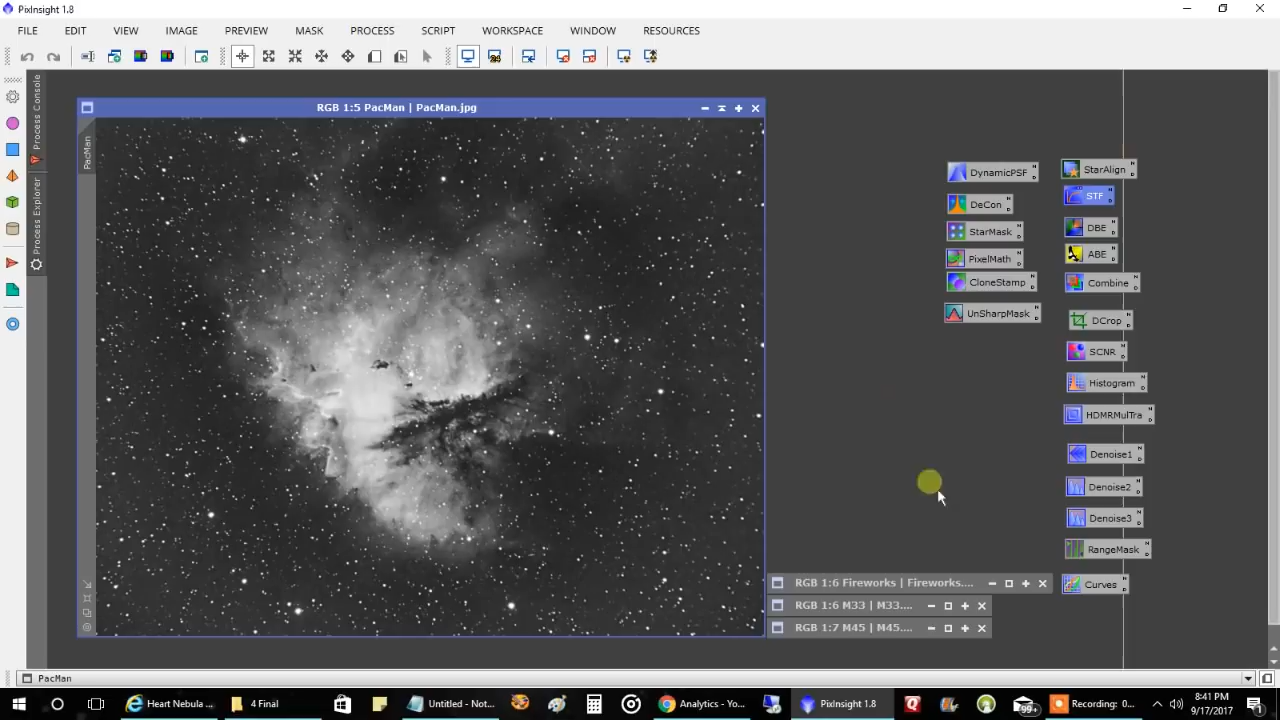 PixInsight 1.8
FILE EDIT VIEW IMAGE MASK PROCESS SCRIPT WORKSPACE WINDOW RESOURCES
Process Console
Process Explorer
RGB 1:5 PacMan | PacMan.jpg
PacMan
DynamicPSF
DeCon
StarMask
PixelMath
CloneStamp
UnSharpMask
StarAlign
STF
DBE
ABE
Combine
DCrop
SCNR
Histogram
HDMRMulTra
Denoise1
Denoise2
Denoise3
RangeMask
Curves
RGB 1:6 Fireworks | Fireworks....
RGB 1:6 M33 | M33....
RGB 1:7 M45 | M45....
PacMan
Heart Nebula ... 4 Final Untitled - Not... Analytics - Yo... PixInsight 1.8 99+ Recording: 0... 8:41 PM
9/17/2017